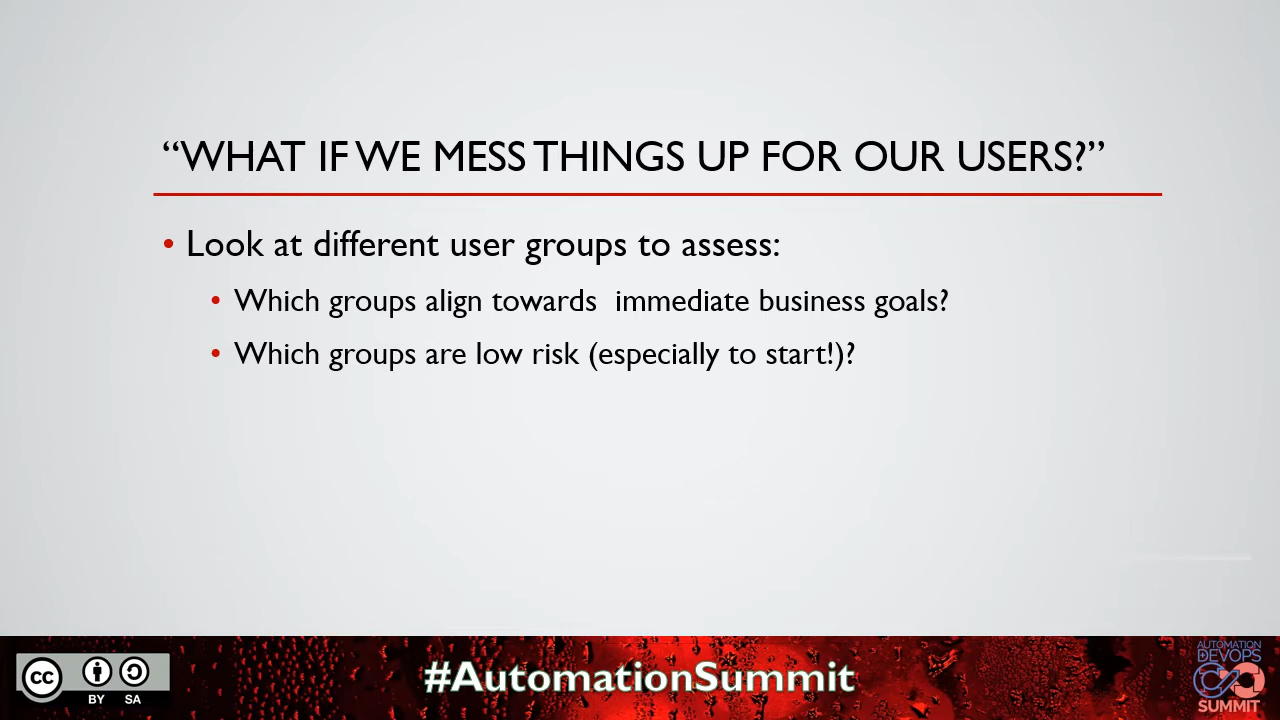 “WHAT IF WE MESS THINGS UP FOR OUR USERS?”
• Look at different user groups to assess:
• Which groups align towards  immediate business goals?
• Which groups are low risk (especially to start!)?
cc
BY SA
#AutomationSummit
AUTOMATION
DEVOPS
SUMMIT